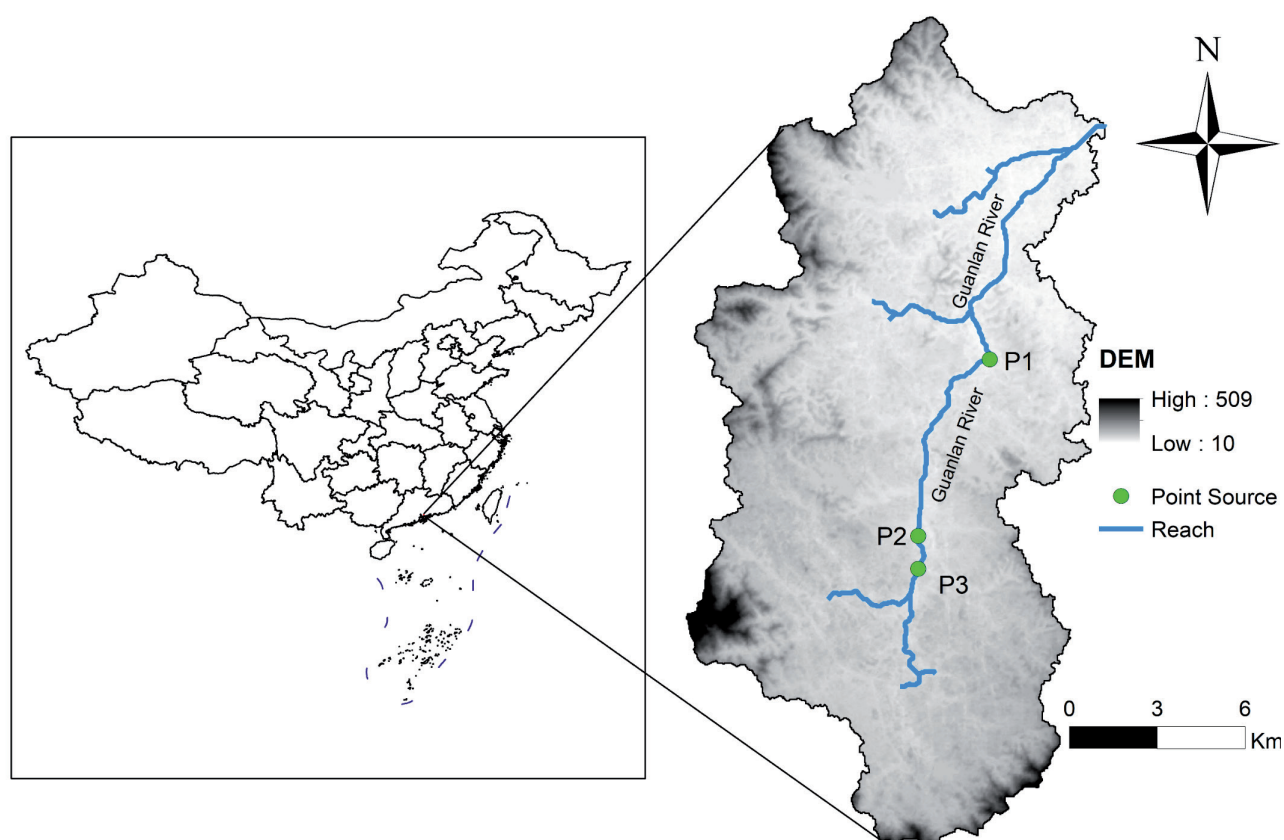 N
Guanlan River
P1
DEM
High : 509
Low : 10
Guanlan River
Point Source
Reach
P2
P3
0 3 6
Km